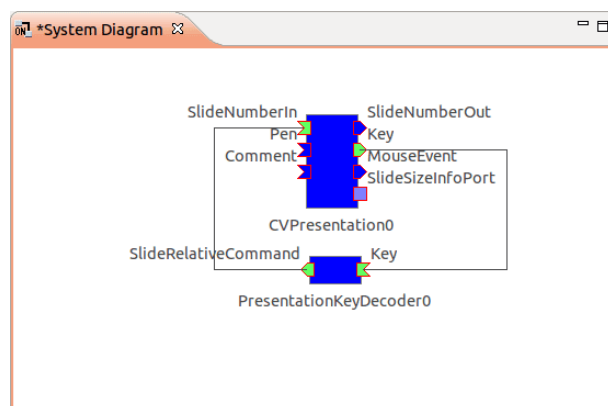 *System Diagram
SlideNumberIn
SlideNumberOut
Pen
Key
Comment
MouseEvent
SlideSizeInfoPort
CVPresentation0
SlideRelativeCommand
Key
PresentationKeyDecoder0